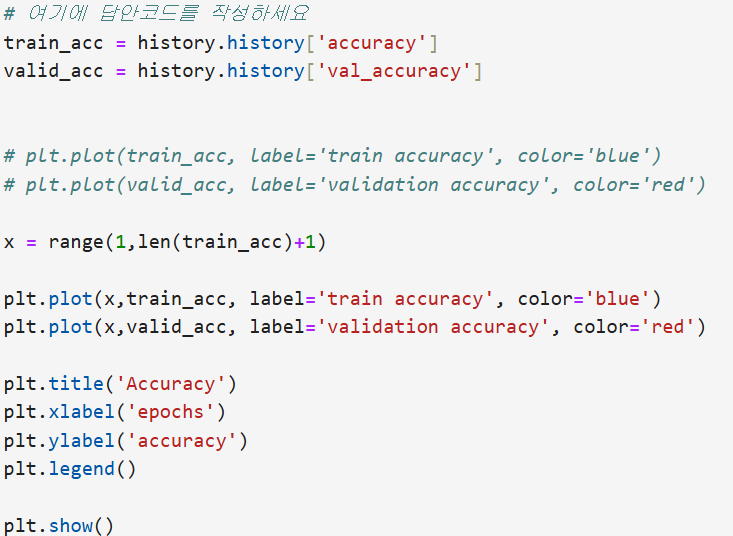 # 여기에 답안코드를 작성하세요
train_acc = history.history['accuracy']
valid_acc = history.history['val_accuracy']
# plt.plot(train_acc, label='train accuracy', color='blue')
# plt.plot(valid_acc, label='validation accuracy', color='red')
x = range(1,len(train_acc)+1)
plt.plot(x,train_acc, label='train accuracy', color='blue')
plt.plot(x,valid_acc, label='validation accuracy', color='red')
plt.title('Accuracy')
plt.xlabel('epochs')
plt.ylabel('accuracy')
plt.legend()
plt.show()